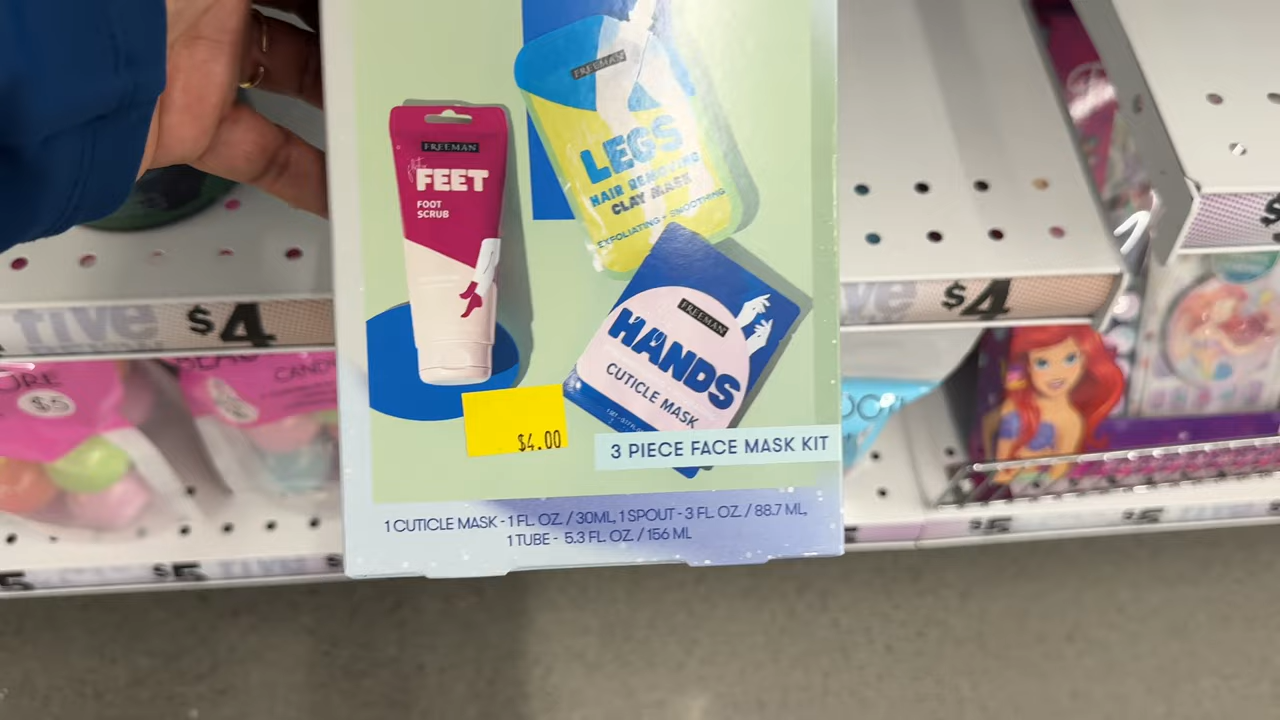 FREEMAN
LEGS
HAIR REMOVING
CLAY MASK
EXFOLIATING + SMOOTHING
FREEMAN
FEET
FOOT
SCRUB
FREEMAN
HANDS
CUTICLE MASK
$4.00
3 PIECE FACE MASK KIT
1 CUTICLE MASK - 1 FL. OZ. / 30ML, 1 SPOUT - 3 FL. OZ. / 88.7 ML,
1 TUBE - 5.3 FL. OZ. / 156 ML
five
$4
$4
$5
CANDY
$5
$5
$5